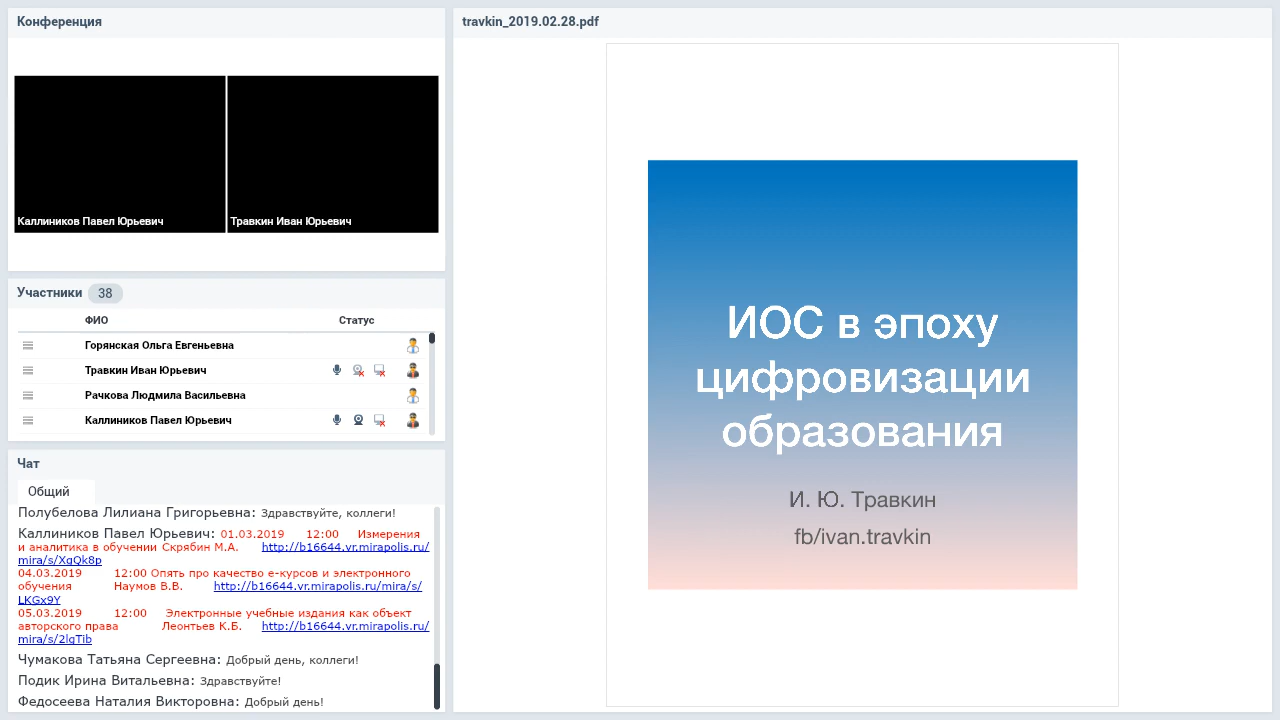 Конференция
Каллиников Павел Юрьевич
Травкин Иван Юрьевич
Участники 38
ФИО Статус
Горянская Ольга Евгеньевна
Травкин Иван Юрьевич
Рачкова Людмила Васильевна
Каллиников Павел Юрьевич
Чат
Общий
Полубелова Лилиана Григорьевна: Здравствуйте, коллеги!
Каллиников Павел Юрьевич: 01.03.2019 12:00 Измерения
и аналитика в обучении Скрябин М.А. http://b16644.vr.mirapolis.ru/
mira/s/XgQk8p
04.03.2019 12:00 Опять про качество е-курсов и электронного
обучения Наумов В.В. http://b16644.vr.mirapolis.ru/mira/s/
LKGx9Y
05.03.2019 12:00 Электронные учебные издания как объект
авторского права Леонтьев К.Б. http://b16644.vr.mirapolis.ru/
mira/s/2lgTib
Чумакова Татьяна Сергеевна: Добрый день, коллеги!
Подик Ирина Витальевна: Здравствуйте!
Федосеева Наталия Викторовна: Добрый день!
travkin_2019.02.28.pdf
ИОС в эпоху
цифровизации
образования
И. Ю. Травкин
fb/ivan.travkin